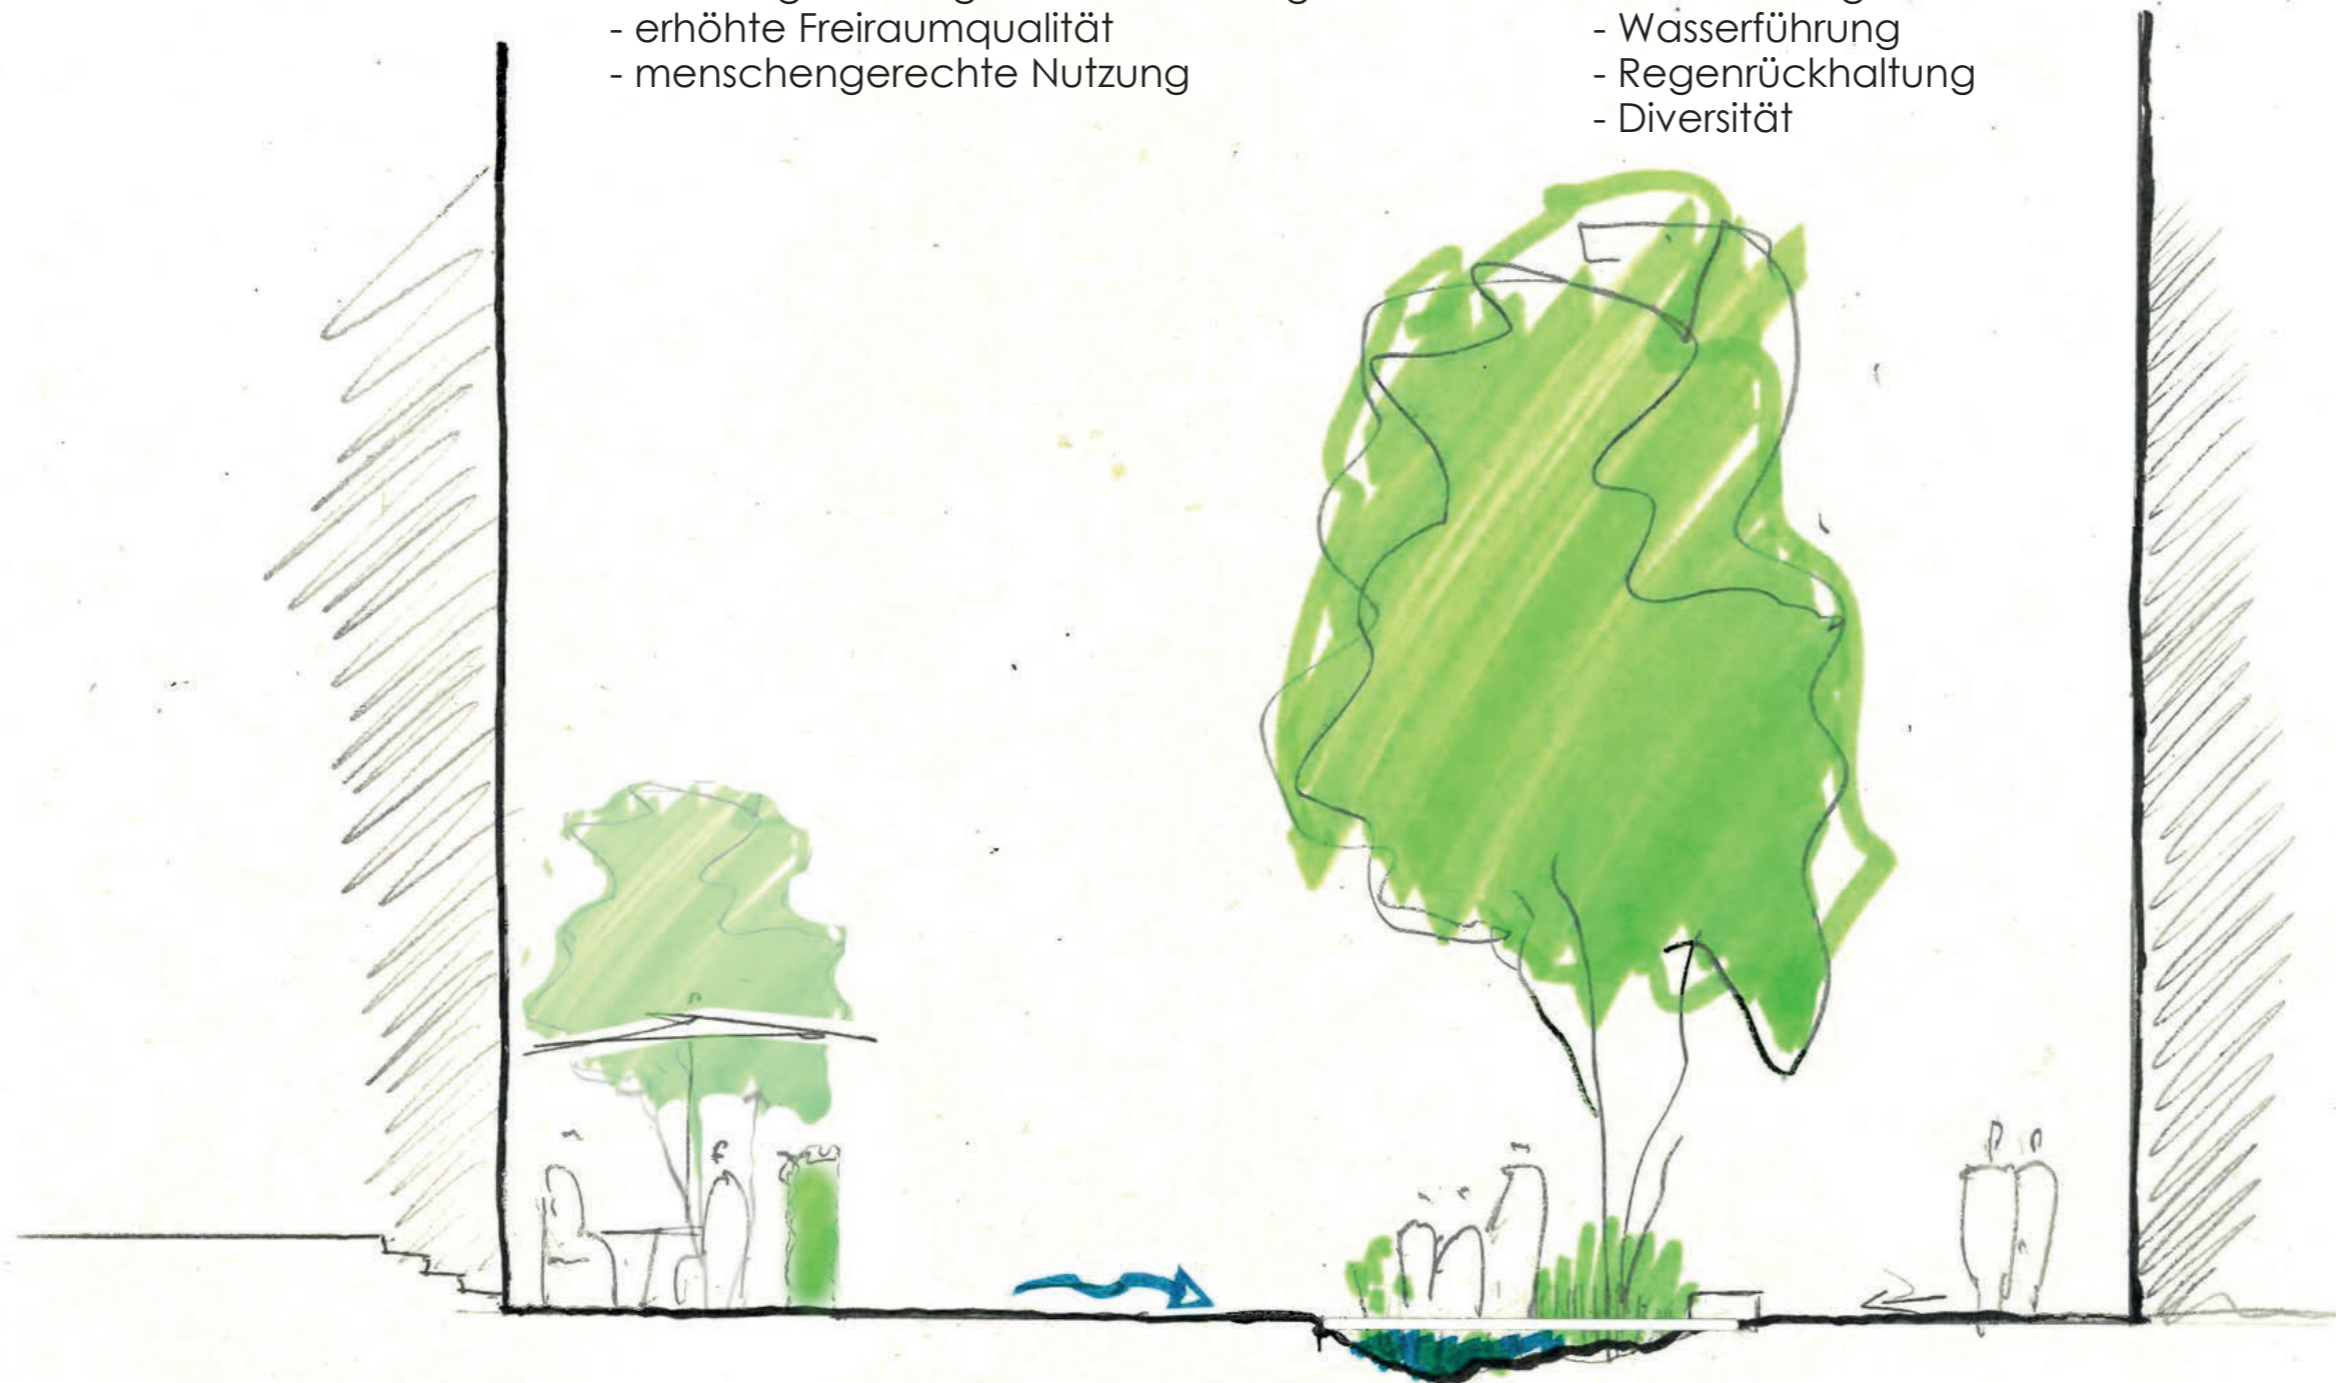 - erhöhte Freiraumqualität
- menschengerechte Nutzung
- Wasserführung
- Regenrückhaltung
- Diversität